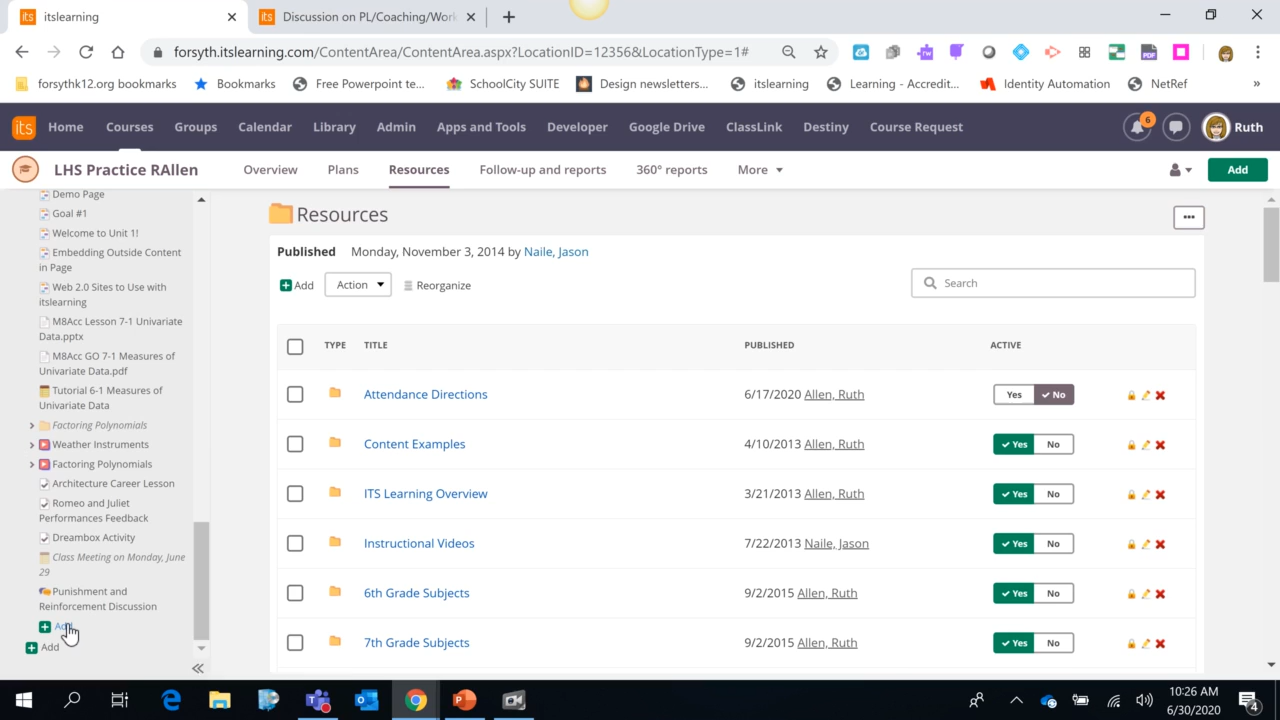 its itslearning
its Discussion on PL/Coaching/Work
forsyth.itslearning.com/ContentArea/ContentArea.aspx?LocationID=12356&LocationType=1#
forsythk12.org bookmarks Bookmarks Free Powerpoint te... SchoolCity SUITE Design newsletters... itslearning Learning - Accredit... Identity Automation NetRef »
its Home Courses Groups Calendar Library Admin Apps and Tools Developer Google Drive ClassLink Destiny Course Request 6 Ruth
LHS Practice RAllen Overview Plans Resources Follow-up and reports 360° reports More Add
Demo Page
Goal #1
Welcome to Unit 1!
Embedding Outside Content
in Page
Web 2.0 Sites to Use with
itslearning
M8Acc Lesson 7-1 Univariate
Data.pptx
M8Acc GO 7-1 Measures of
Univariate Data.pdf
Tutorial 6-1 Measures of
Univariate Data
Factoring Polynomials
Weather Instruments
Factoring Polynomials
Architecture Career Lesson
Romeo and Juliet
Performances Feedback
Dreambox Activity
Class Meeting on Monday, June
29
Punishment and
Reinforcement Discussion
Add
Add
Resources
Published Monday, November 3, 2014 by Naile, Jason
Add Action Reorganize Search
TYPE TITLE PUBLISHED ACTIVE
Attendance Directions 6/17/2020 Allen, Ruth Yes No
Content Examples 4/10/2013 Allen, Ruth Yes No
ITS Learning Overview 3/21/2013 Allen, Ruth Yes No
Instructional Videos 7/22/2013 Naile, Jason Yes No
6th Grade Subjects 9/2/2015 Allen, Ruth Yes No
7th Grade Subjects 9/2/2015 Allen, Ruth Yes No
10:26 AM
6/30/2020
4